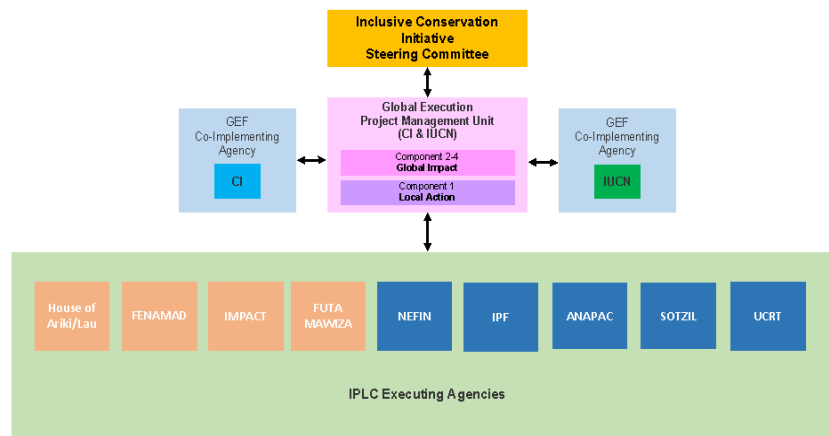 Inclusive Conservation
Initiative
Steering Committee
Global Execution
Project Management Unit
(CI & IUCN)
Component 2-4
Global Impact
Component 1
Local Action
GEF
Co-Implementing
Agency
CI
GEF
Co-Implementing
Agency
IUCN
House of
Ariki/Lau
FENAMAD
IMPACT
FUTA
MAWIZA
NEFIN
IPF
ANAPAC
SOTZIL
UCRT
IPLC Executing Agencies